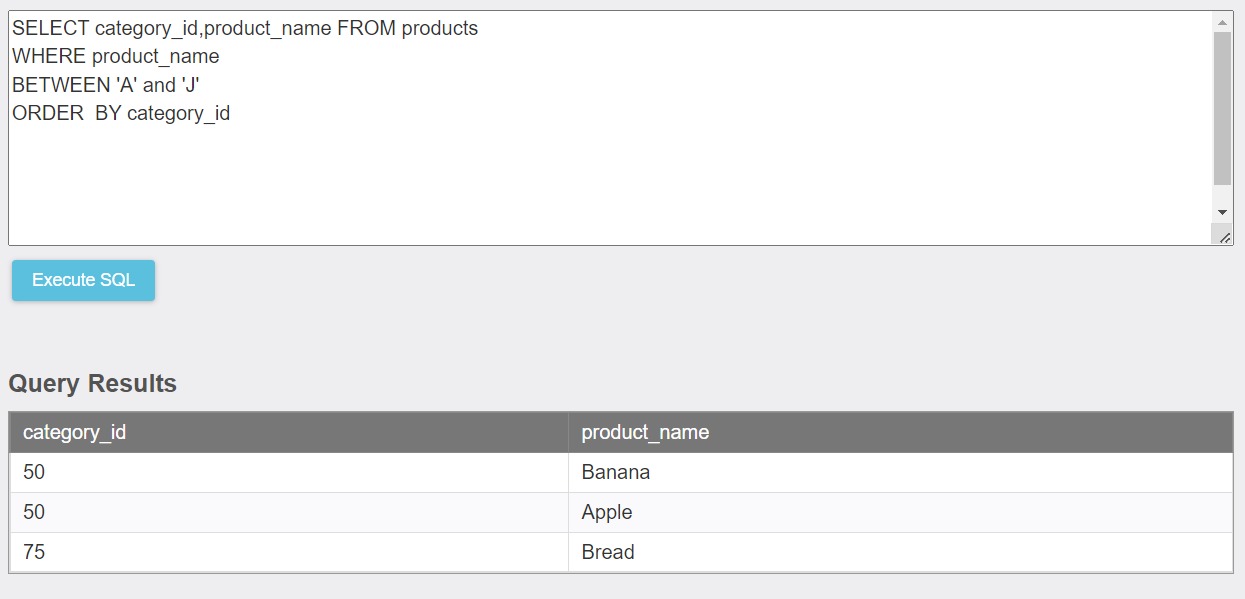 SELECT category_id,product_name FROM products
WHERE product_name
BETWEEN 'A' and 'J'
ORDER  BY category_id
Execute SQL
Query Results
category_id product_name
50 Banana
50 Apple
75 Bread